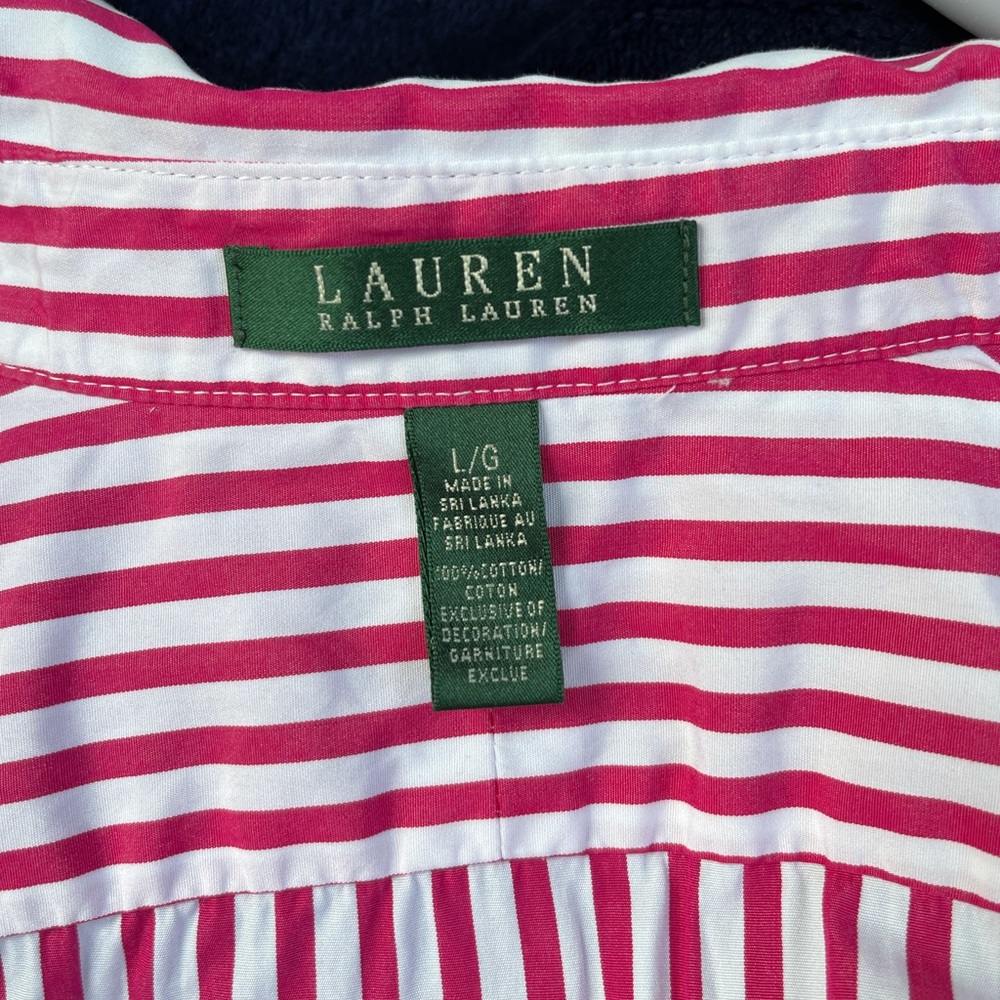 LAUREN
RALPH LAUREN
L/G
MADE IN
SRI LANKA
FABRIQUE AU
SRI LANKA
100% COTTON/
COTON
EXCLUSIVE OF
DECORATION/
GARNITURE
EXCLUE